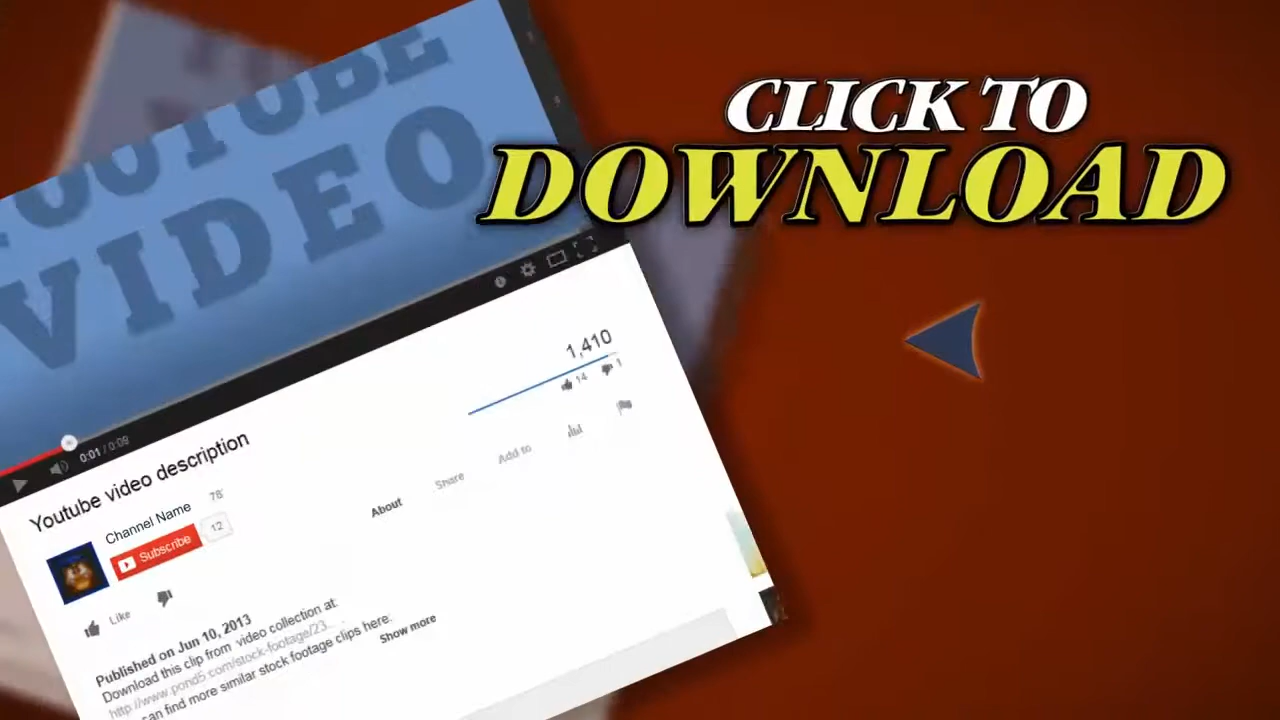 CLICK TO
DOWNLOAD
VIDEO
1,410
14 1
0:01 / 0:09
Youtube video description
Channel Name
Subscribe 12
About Share Add to
Like
Published on Jun 10, 2013
Download this clip from video collection at:
http://www.pond5.com/stock-footage/23...
can find more similar stock footage clips here:
Show more